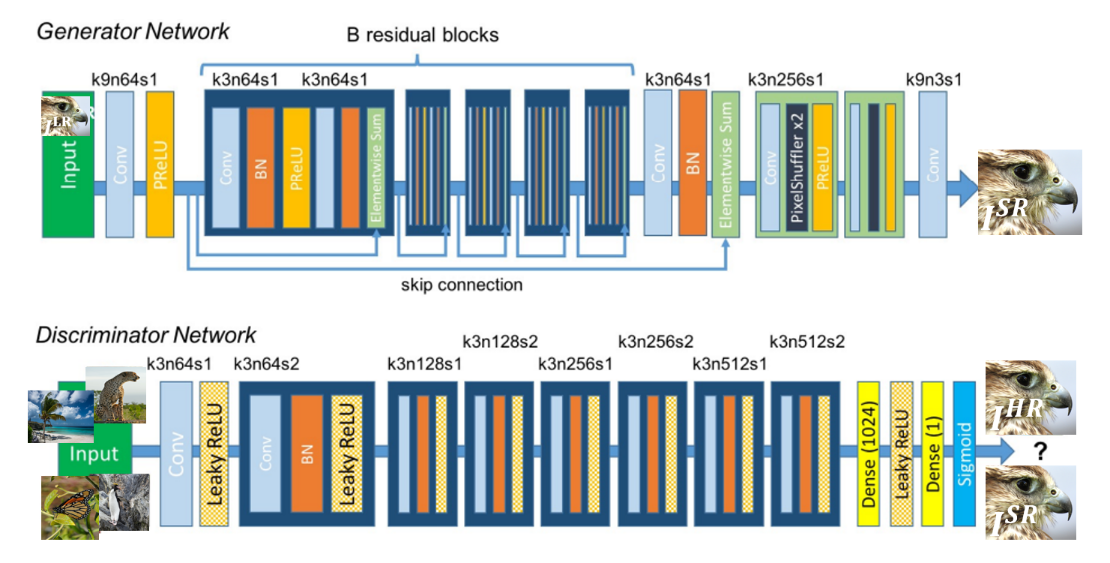 Generator Network
B residual blocks
k9n64s1
k3n64s1
k3n64s1
k3n64s1
k3n256s1
k9n3s1
I^LR
Input
Conv
PReLU
Conv
BN
PReLU
Elementwise Sum
Conv
BN
Elementwise Sum
Conv
PixelShuffler x2
PReLU
Conv
I^SR
skip connection
Discriminator Network
k3n64s1
k3n64s2
k3n128s1
k3n128s2
k3n256s1
k3n256s2
k3n512s1
k3n512s2
Input
Conv
Leaky ReLU
Conv
BN
Leaky ReLU
Dense (1024)
Leaky ReLU
Dense (1)
Sigmoid
I^HR
?
I^SR